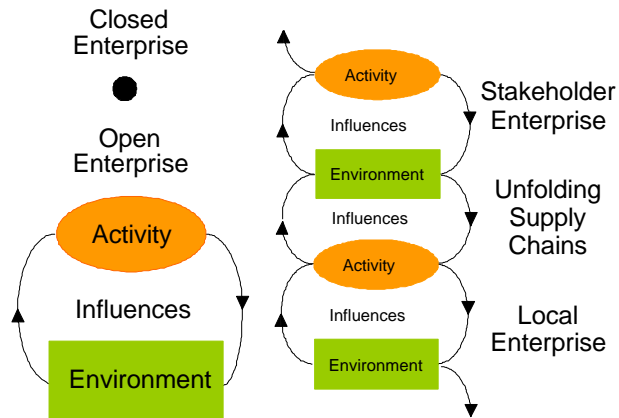 Closed
Enterprise
Open
Enterprise
Activity
Influences
Environment
Activity
Influences
Environment
Influences
Activity
Influences
Environment
Stakeholder
Enterprise
Unfolding
Supply
Chains
Local
Enterprise